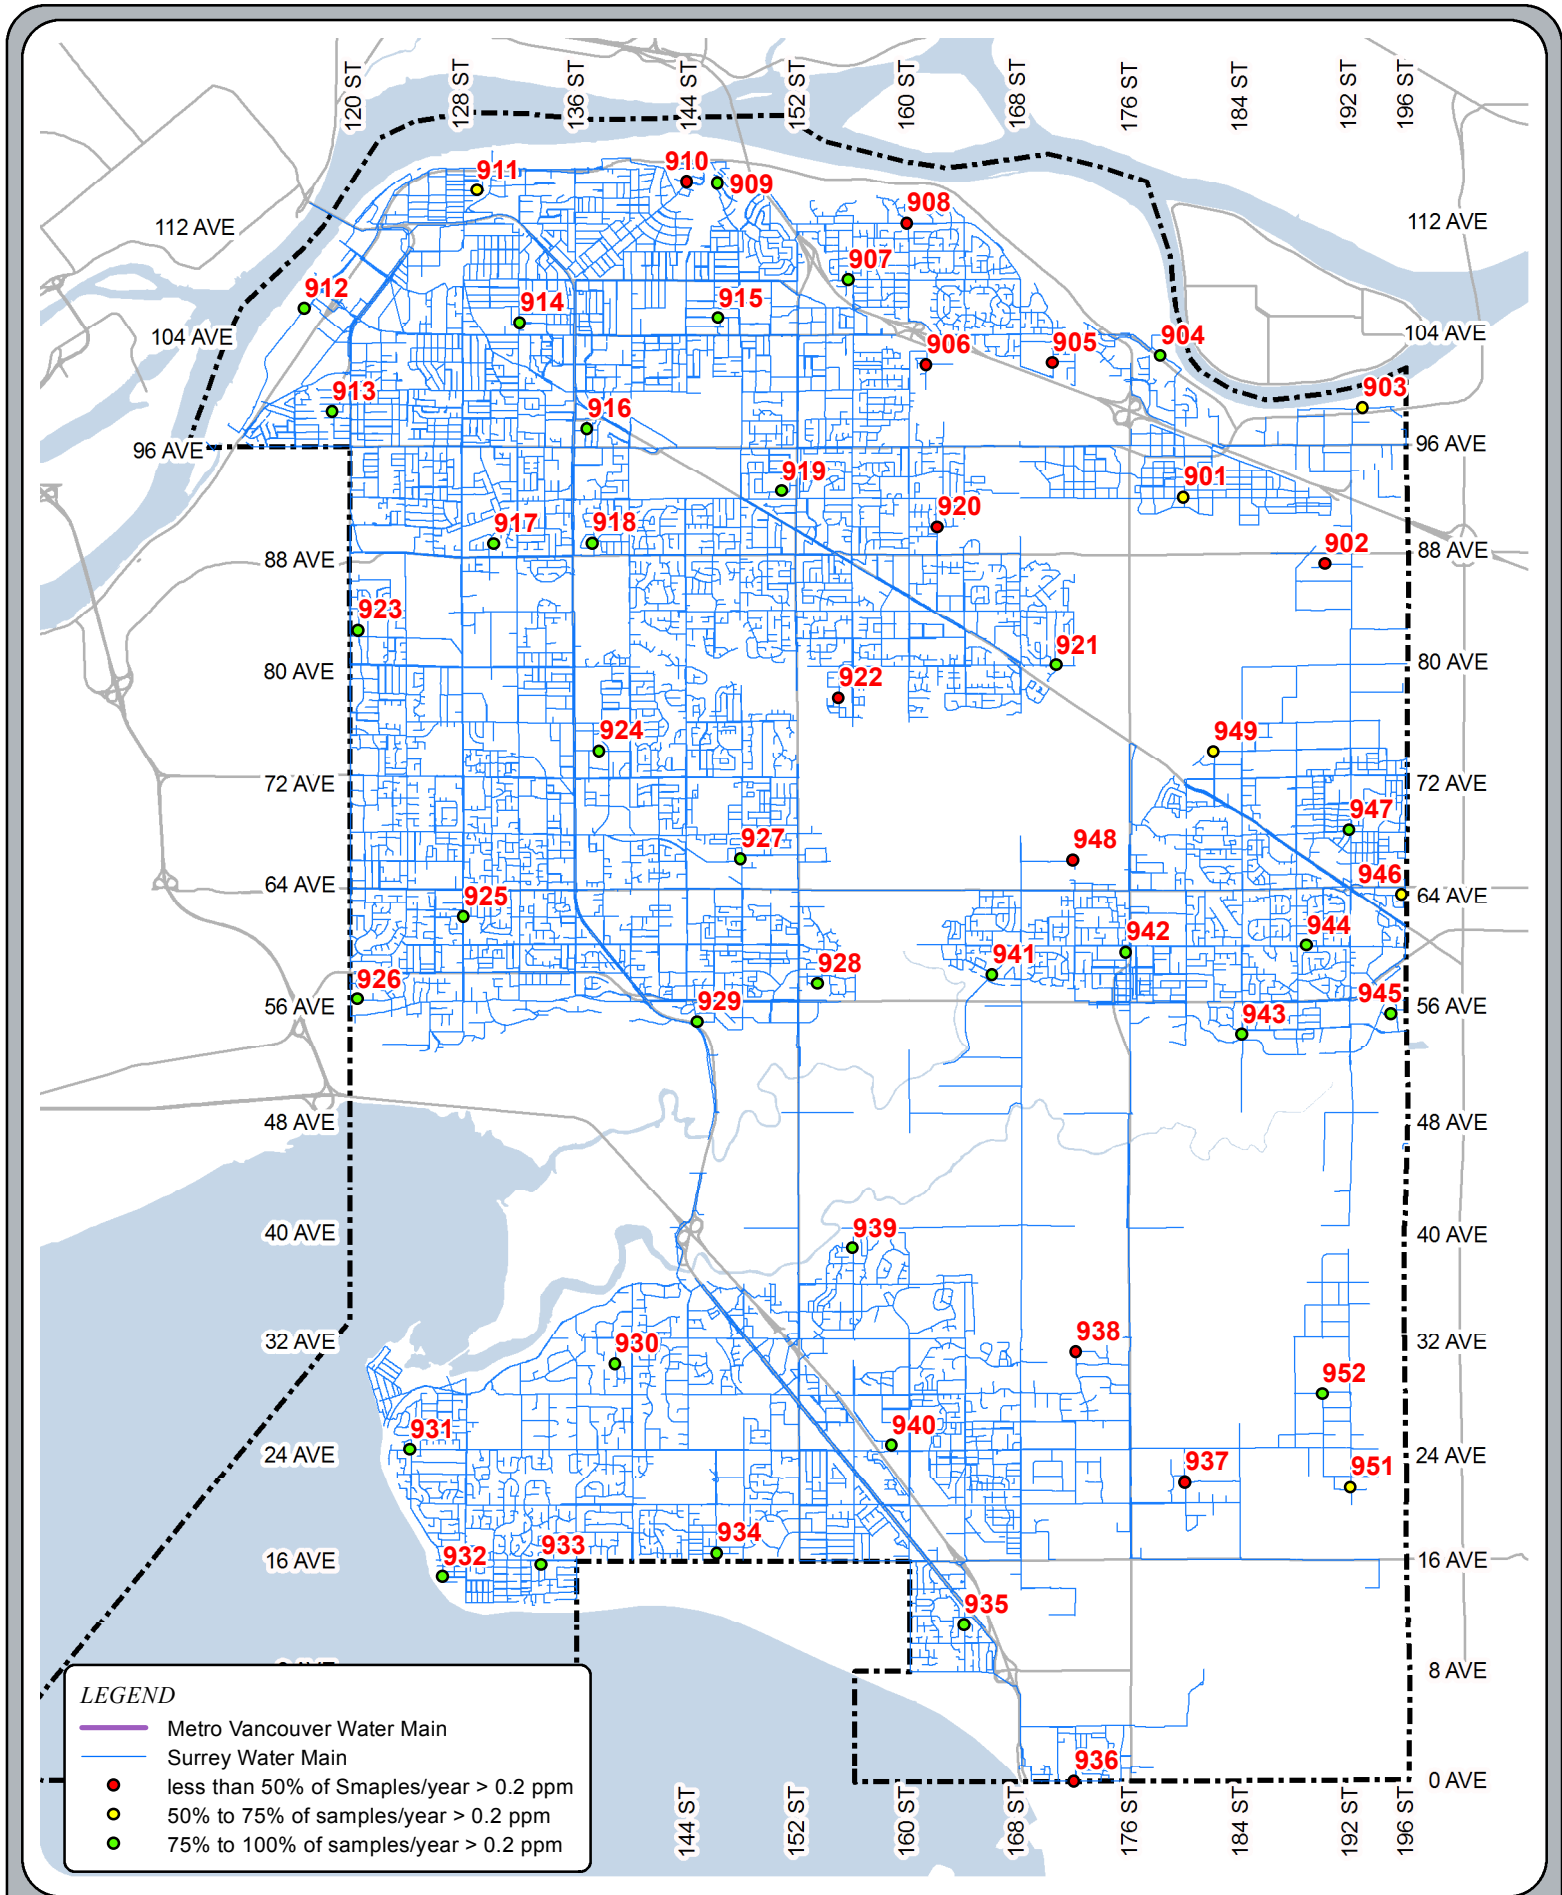 120 ST
128 ST
136 ST
144 ST
152 ST
160 ST
168 ST
176 ST
184 ST
192 ST
196 ST
910
911
909
908
112 AVE
112 AVE
907
912
914
915
104 AVE
104 AVE
906
905
904
903
913
916
96 AVE
96 AVE
919
901
920
917
918
902
88 AVE
88 AVE
923
921
80 AVE
80 AVE
922
924
949
72 AVE
72 AVE
947
927
948
946
64 AVE
64 AVE
925
944
942
941
928
926
945
56 AVE
56 AVE
929
943
48 AVE
48 AVE
939
40 AVE
40 AVE
938
32 AVE
32 AVE
930
952
931
940
24 AVE
24 AVE
937
951
934
933
932
16 AVE
16 AVE
935
8 AVE
936
0 AVE
LEGEND
Metro Vancouver Water Main
Surrey Water Main
less than 50% of Smaples/year > 0.2 ppm
50% to 75% of samples/year > 0.2 ppm
75% to 100% of samples/year > 0.2 ppm
144 ST
152 ST
160 ST
168 ST
176 ST
184 ST
192 ST
196 ST